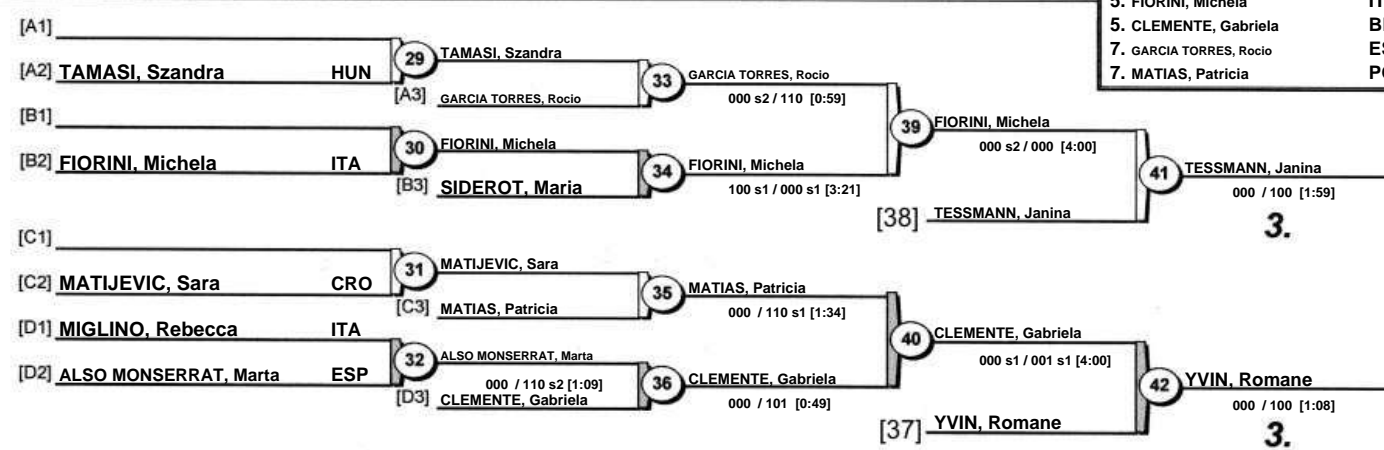 5. FIORINI, Michela
5. CLEMENTE, Gabriela
7. GARCIA TORRES, Rocio
7. MATIAS, Patricia
[A1]
[A2] TAMASI, Szandra HUN
29
TAMASI, Szandra
[A3] GARCIA TORRES, Rocio
33
GARCIA TORRES, Rocio
000 s2 / 110 [0:59]
[B1]
[B2] FIORINI, Michela ITA
30
FIORINI, Michela
[B3] SIDEROT, Maria
34
FIORINI, Michela
100 s1 / 000 s1 [3:21]
39
FIORINI, Michela
000 s2 / 000 [4:00]
[38] TESSMANN, Janina
41
TESSMANN, Janina
000 / 100 [1:59]
3.
[C1]
[C2] MATIJEVIC, Sara CRO
31
MATIJEVIC, Sara
[C3] MATIAS, Patricia
35
MATIAS, Patricia
000 / 110 s1 [1:34]
[D1] MIGLINO, Rebecca ITA
[D2] ALSO MONSERRAT, Marta ESP
32
ALSO MONSERRAT, Marta
000 / 110 s2 [1:09]
[D3] CLEMENTE, Gabriela
36
CLEMENTE, Gabriela
000 / 101 [0:49]
40
CLEMENTE, Gabriela
000 s1 / 001 s1 [4:00]
[37] YVIN, Romane
42
YVIN, Romane
000 / 100 [1:08]
3.